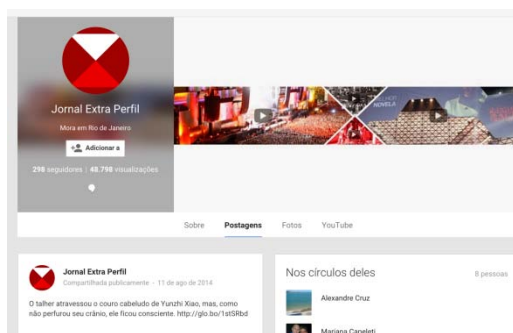 Jornal Extra Perfil
Mora em Rio de Janeiro
Adicionar a
298 seguidores | 48.798 visualizações
NOVELA
Sobre Postagens Fotos YouTube
Jornal Extra Perfil
Compartilhada publicamente - 11 de ago de 2014
O talher atravessou o couro cabeludo de Yunzhi Xiao, mas, como
não perfurou seu crânio, ele ficou consciente. http://glo.bo/1stSRbd
Nos círculos deles 8 pessoas
Alexandre Cruz
Mariana Capeleti